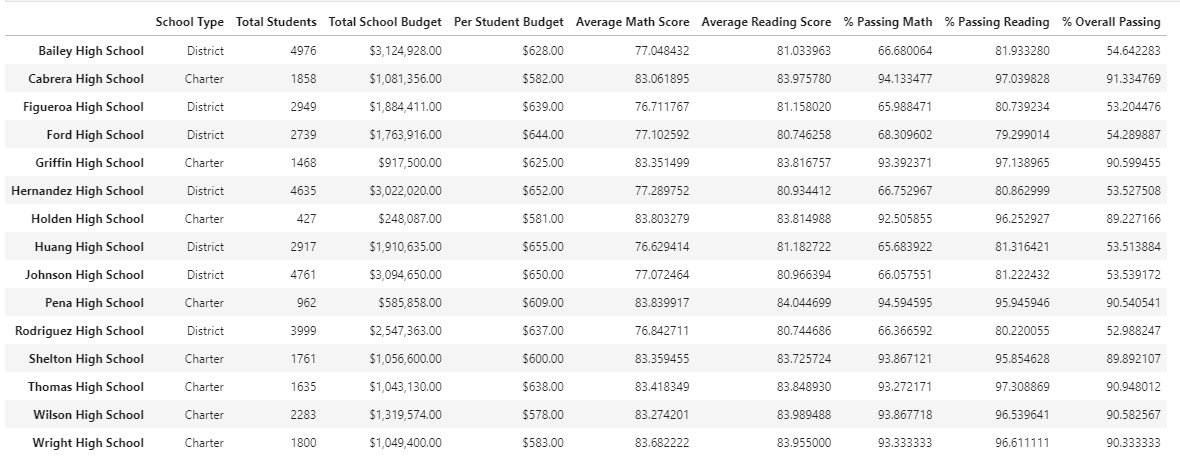 School Type Total Students Total School Budget Per Student Budget Average Math Score Average Reading Score % Passing Math % Passing Reading % Overall Passing
Bailey High School District 4976 $3,124,928.00 $628.00 77.048432 81.033963 66.680064 81.933280 54.642283
Cabrera High School Charter 1858 $1,081,356.00 $582.00 83.061895 83.975780 94.133477 97.039828 91.334769
Figueroa High School District 2949 $1,884,411.00 $639.00 76.711767 81.158020 65.988471 80.739234 53.204476
Ford High School District 2739 $1,763,916.00 $644.00 77.102592 80.746258 68.309602 79.299014 54.289887
Griffin High School Charter 1468 $917,500.00 $625.00 83.351499 83.816757 93.392371 97.138965 90.599455
Hernandez High School District 4635 $3,022,020.00 $652.00 77.289752 80.934412 66.752967 80.862999 53.527508
Holden High School Charter 427 $248,087.00 $581.00 83.803279 83.814988 92.505855 96.252927 89.227166
Huang High School District 2917 $1,910,635.00 $655.00 76.629414 81.182722 65.683922 81.316421 53.513884
Johnson High School District 4761 $3,094,650.00 $650.00 77.072464 80.966394 66.057551 81.222432 53.539172
Pena High School Charter 962 $585,858.00 $609.00 83.839917 84.044699 94.594595 95.945946 90.540541
Rodriguez High School District 3999 $2,547,363.00 $637.00 76.842711 80.744686 66.366592 80.220055 52.988247
Shelton High School Charter 1761 $1,056,600.00 $600.00 83.359455 83.725724 93.867121 95.854628 89.892107
Thomas High School Charter 1635 $1,043,130.00 $638.00 83.418349 83.848930 93.272171 97.308869 90.948012
Wilson High School Charter 2283 $1,319,574.00 $578.00 83.274201 83.989488 93.867718 96.539641 90.582567
Wright High School Charter 1800 $1,049,400.00 $583.00 83.682222 83.955000 93.333333 96.611111 90.333333